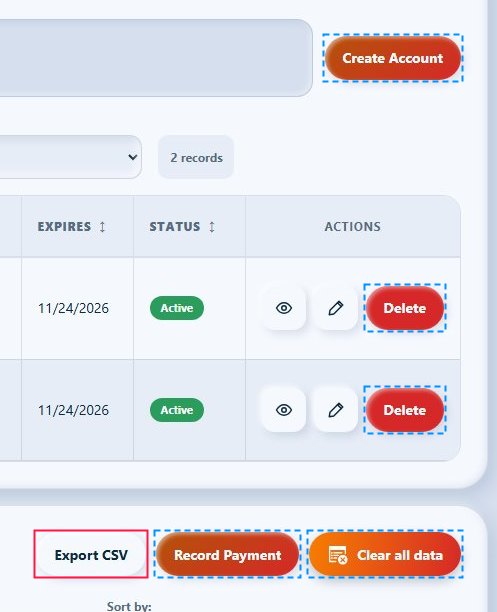 Create Account
2 records
EXPIRES ↕ STATUS ↕ ACTIONS
11/24/2026 Active Delete
11/24/2026 Active Delete
Export CSV Record Payment Clear all data
Sort by: